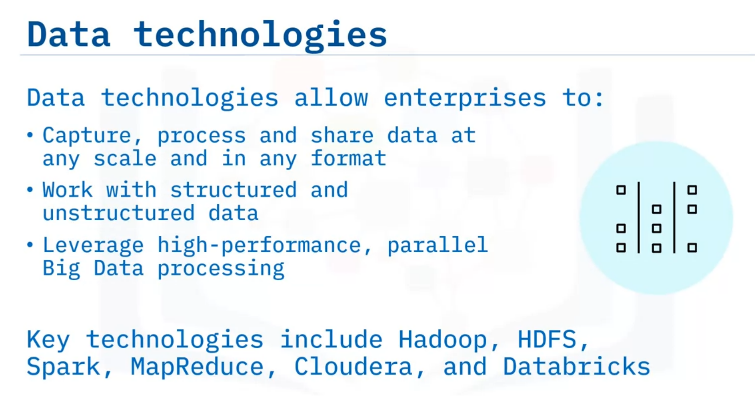 Data technologies
Data technologies allow enterprises to:
• Capture, process and share data at
any scale and in any format
• Work with structured and
unstructured data
• Leverage high-performance, parallel
Big Data processing
Key technologies include Hadoop, HDFS,
Spark, MapReduce, Cloudera, and Databricks